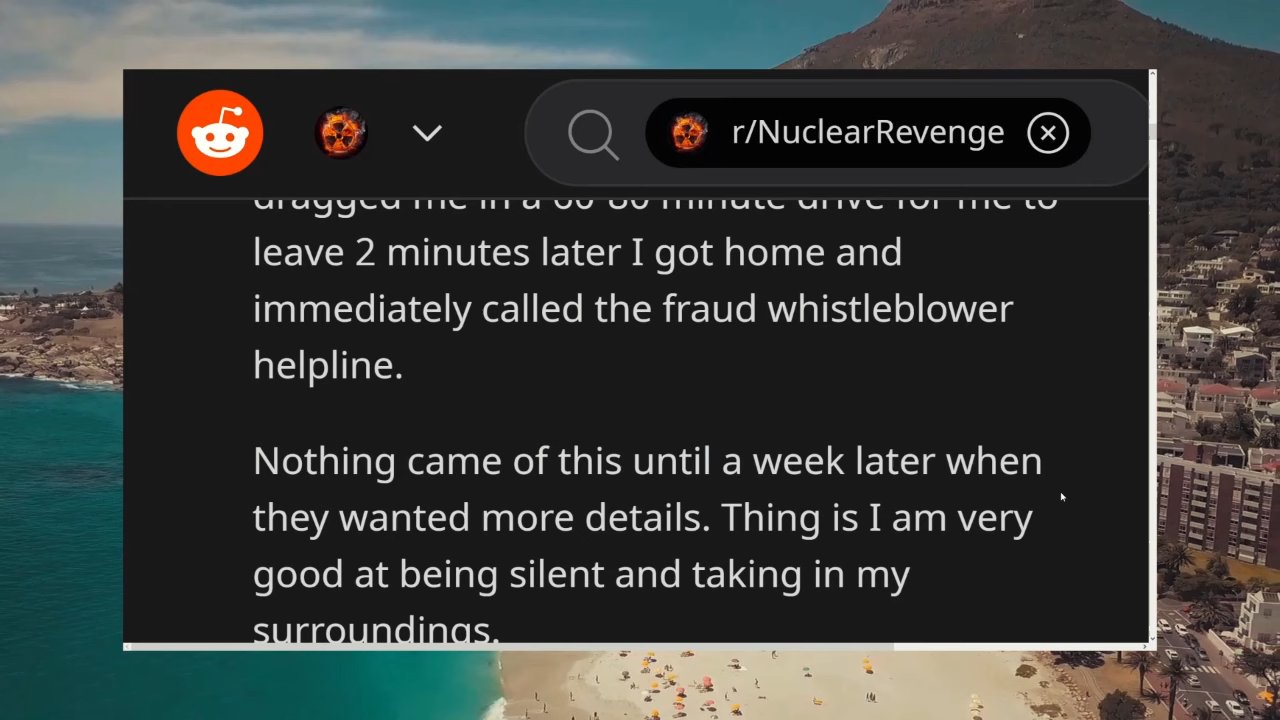 r/NuclearRevenge
dragged me in a 60-80 minute drive for me to
leave 2 minutes later I got home and
immediately called the fraud whistleblower
helpline.
Nothing came of this until a week later when
they wanted more details. Thing is I am very
good at being silent and taking in my
surroundings.